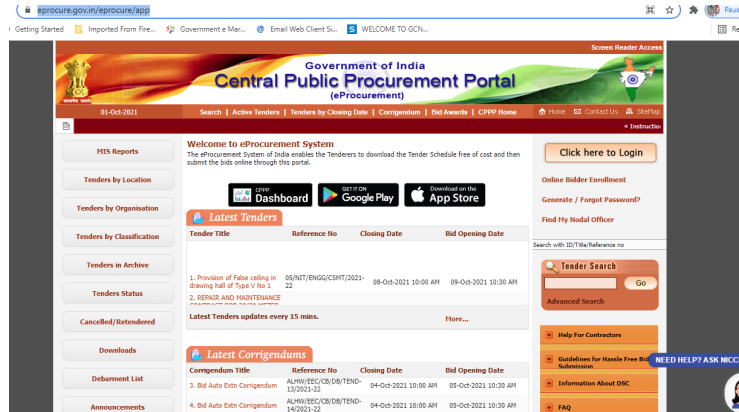 eprocure.gov.in/eprocure/app
Getting Started Imported From Fire... Government e Mar... Email Web Client Si... WELCOME TO GCN...
Screen Reader Access
Government of India
Central Public Procurement Portal
(eProcurement)
01-Oct-2021 Search | Active Tenders | Tenders by Closing Date | Corrigendum | Bid Awards | CPPP Home Home Contact Us SiteMap
« Instructio
MIS Reports
Tenders by Location
Tenders by Organisation
Tenders by Classification
Tenders in Archive
Tenders Status
Cancelled/Retendered
Downloads
Debarment List
Announcements
Welcome to eProcurement System
The eProcurement System of India enables the Tenderers to download the Tender Schedule free of cost and then
submit the bids online through this portal.
CPPP Dashboard
GET IT ON Google Play
Download on the App Store
Latest Tenders
Tender Title Reference No Closing Date Bid Opening Date
1. Provision of False ceiling in drawing hall of Type V No 1 05/NIT/ENGG/CSMT/2021-22 08-Oct-2021 10:00 AM 09-Oct-2021 10:30 AM
2. REPAIR AND MAINTENANCE
Latest Tenders updates every 15 mins. More...
Latest Corrigendums
Corrigendum Title Reference No Closing Date Bid Opening Date
3. Bid Auto Extn Corrigendum ALHW/EEC/CB/DB/TEND-13/2021-22 04-Oct-2021 10:00 AM 05-Oct-2021 10:30 AM
4. Bid Auto Extn Corrigendum ALHW/EEC/CB/DB/TEND-14/2021-22 04-Oct-2021 10:00 AM 05-Oct-2021 10:30 AM
Click here to Login
Online Bidder Enrollment
Generate / Forgot Password?
Find My Nodal Officer
Search with ID/Title/Reference no
Tender Search
Go
Advanced Search
Help For Contractors
Guidelines for Hassle Free Bid Submission
Information About DSC
FAQ
NEED HELP? ASK NICCI